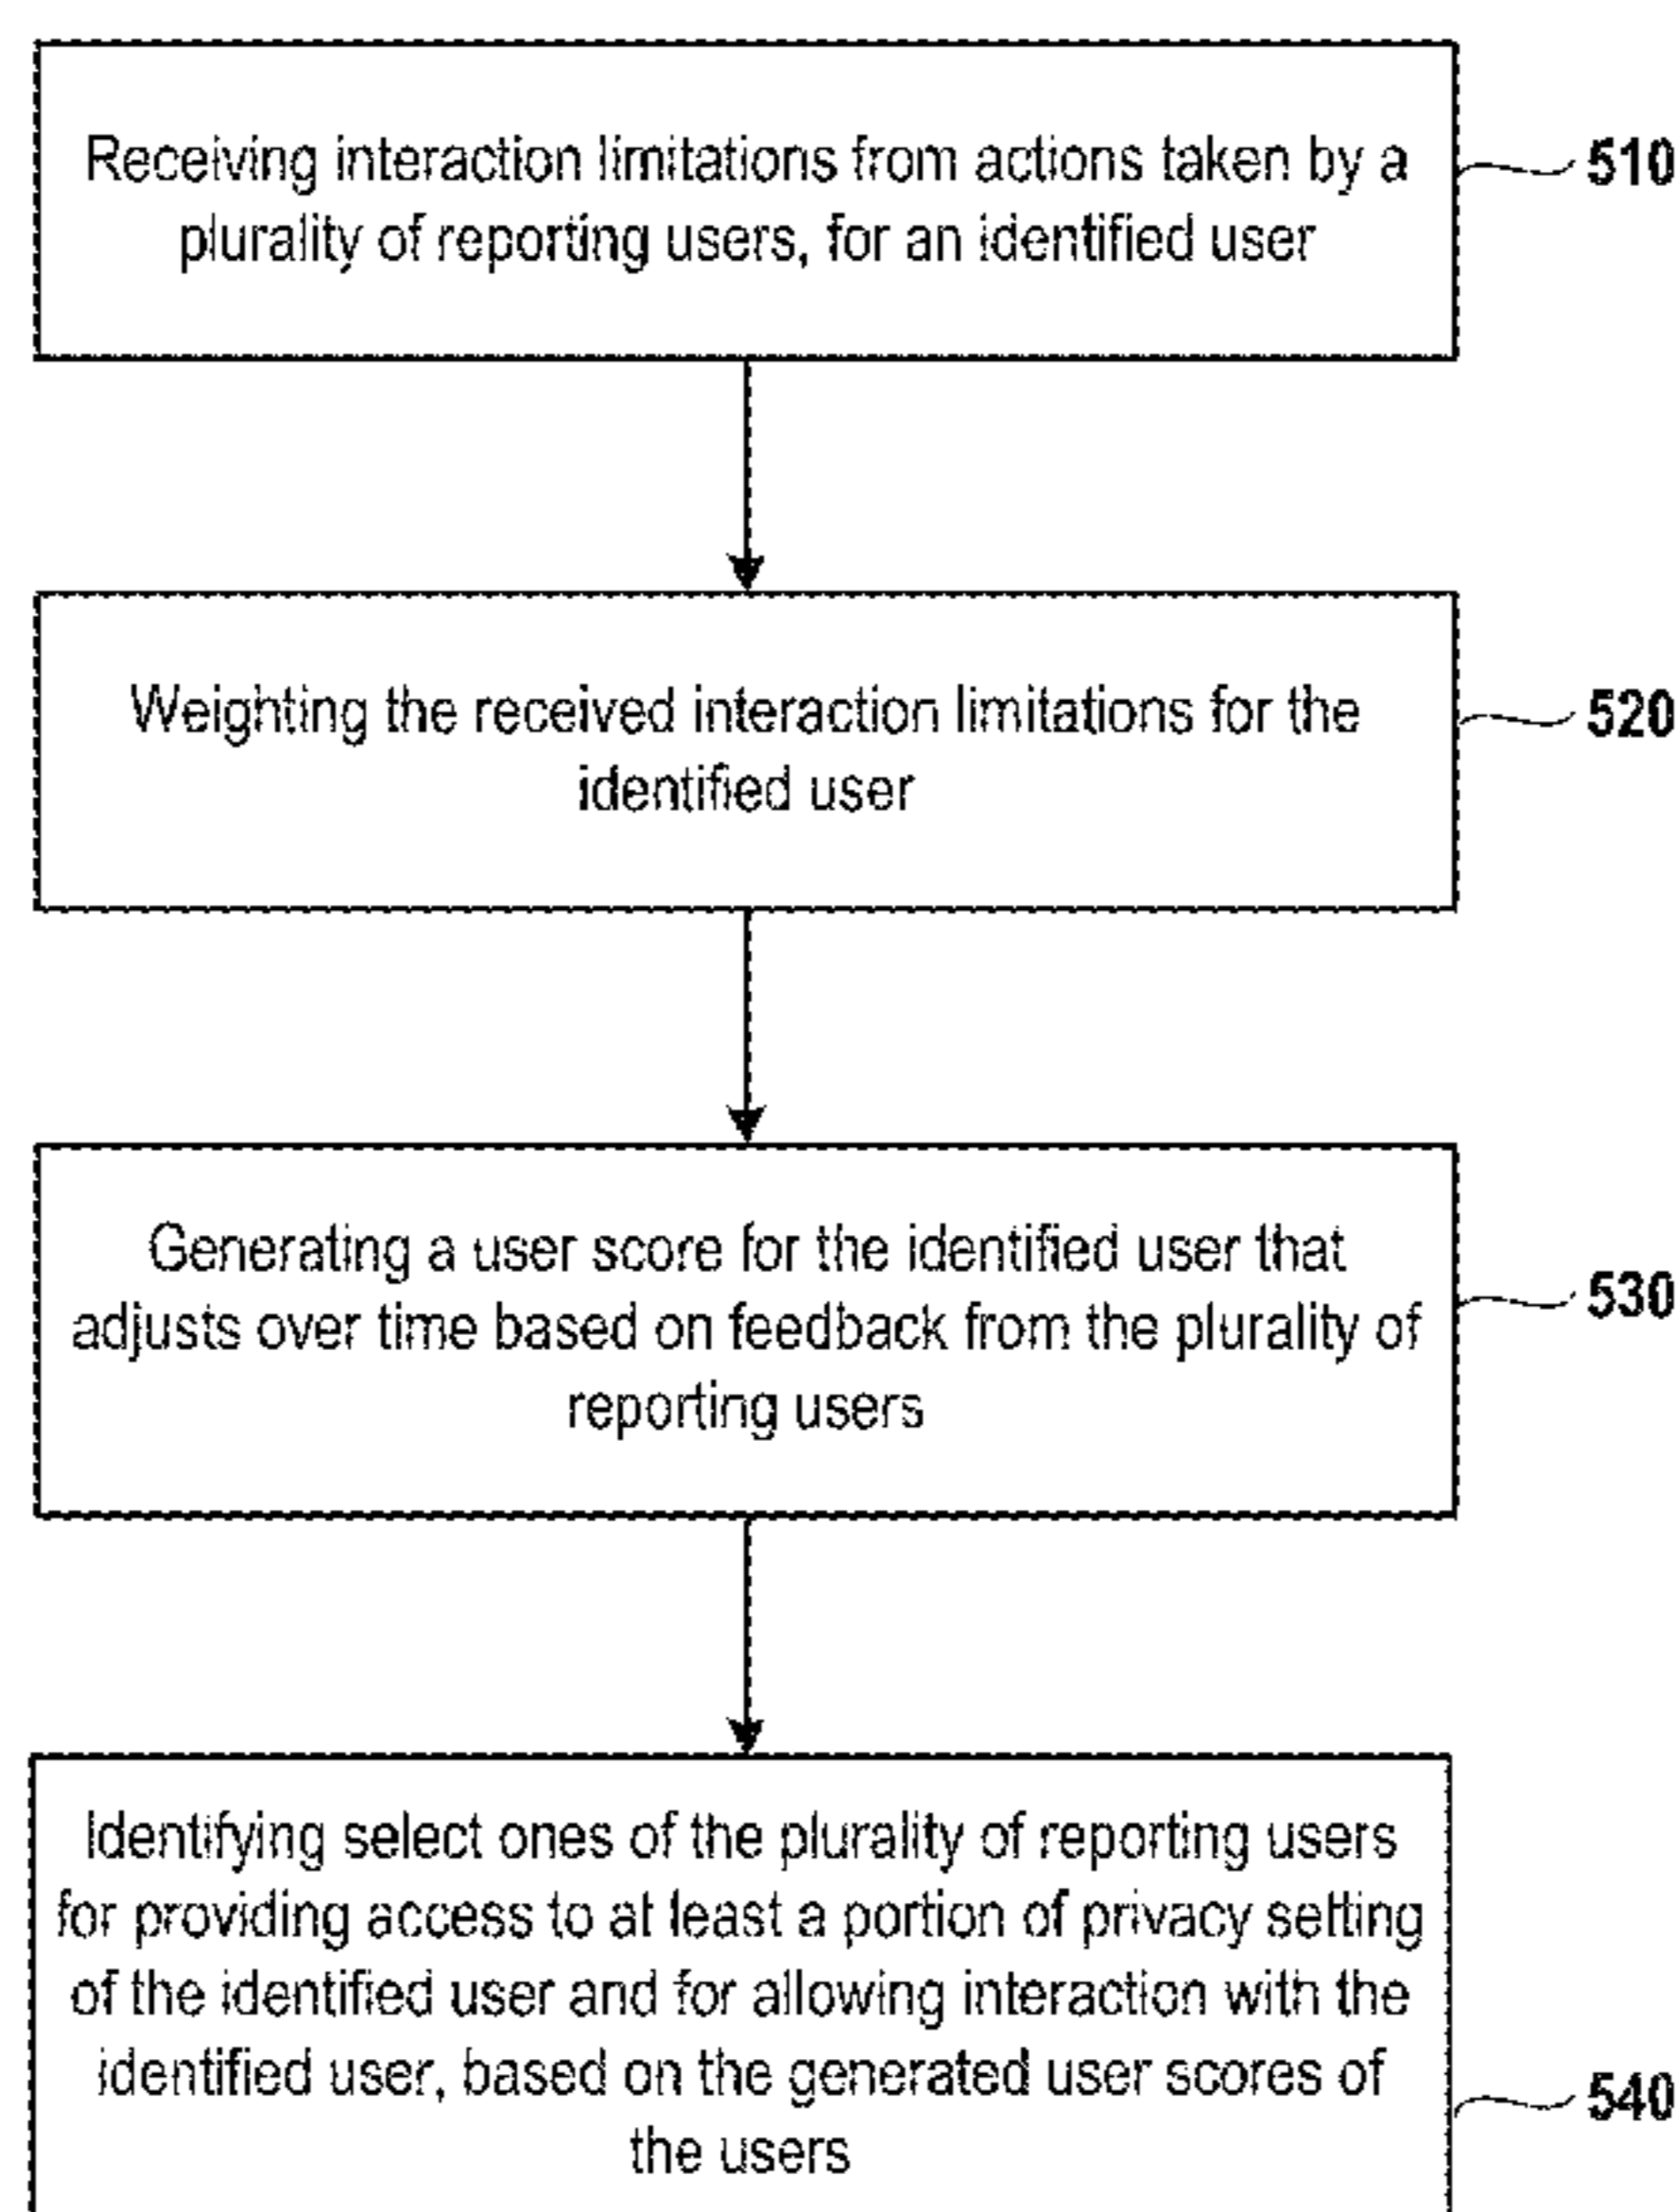 Receiving interaction limitations from actions taken by a
plurality of reporting users, for an identified user
510
Weighting the received interaction limitations for the
identified user
520
Generating a user score for the identified user that
adjusts over time based on feedback from the plurality of
reporting users
530
Identifying select ones of the plurality of reporting users
for providing access to at least a portion of privacy setting
of the identified user and for allowing interaction with the
identified user, based on the generated user scores of
the users
540